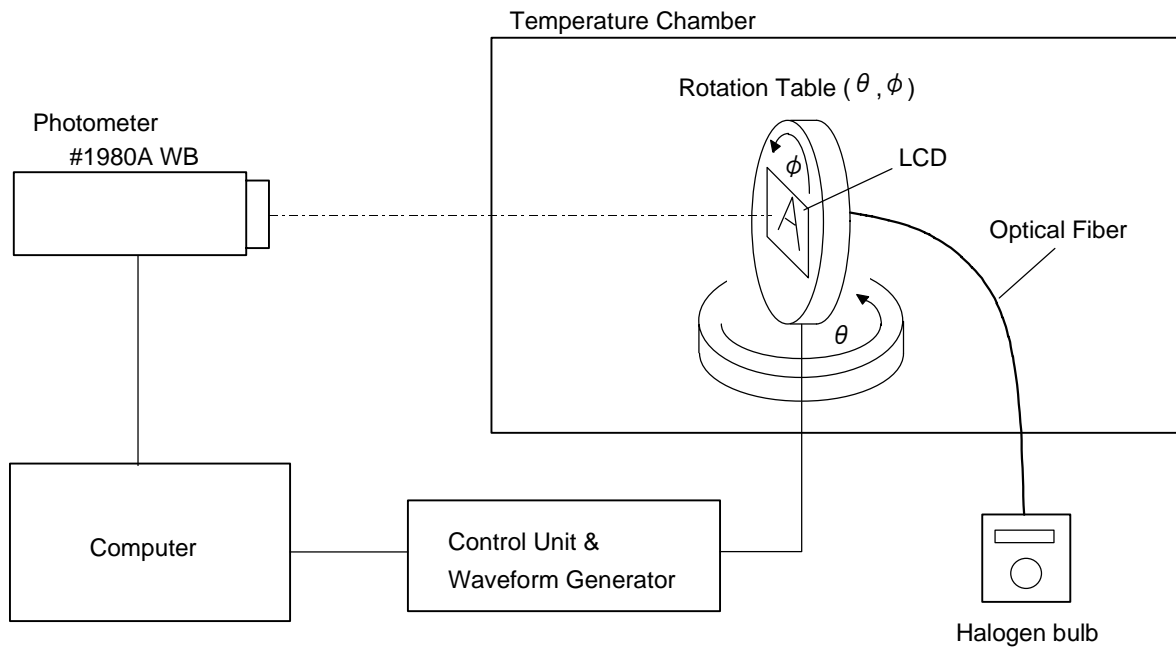 Temperature Chamber
Rotation Table ( θ , ϕ )
Photometer
#1980A WB
LCD
ϕ
A
Optical Fiber
θ
Computer
Control Unit &
Waveform Generator
Halogen bulb